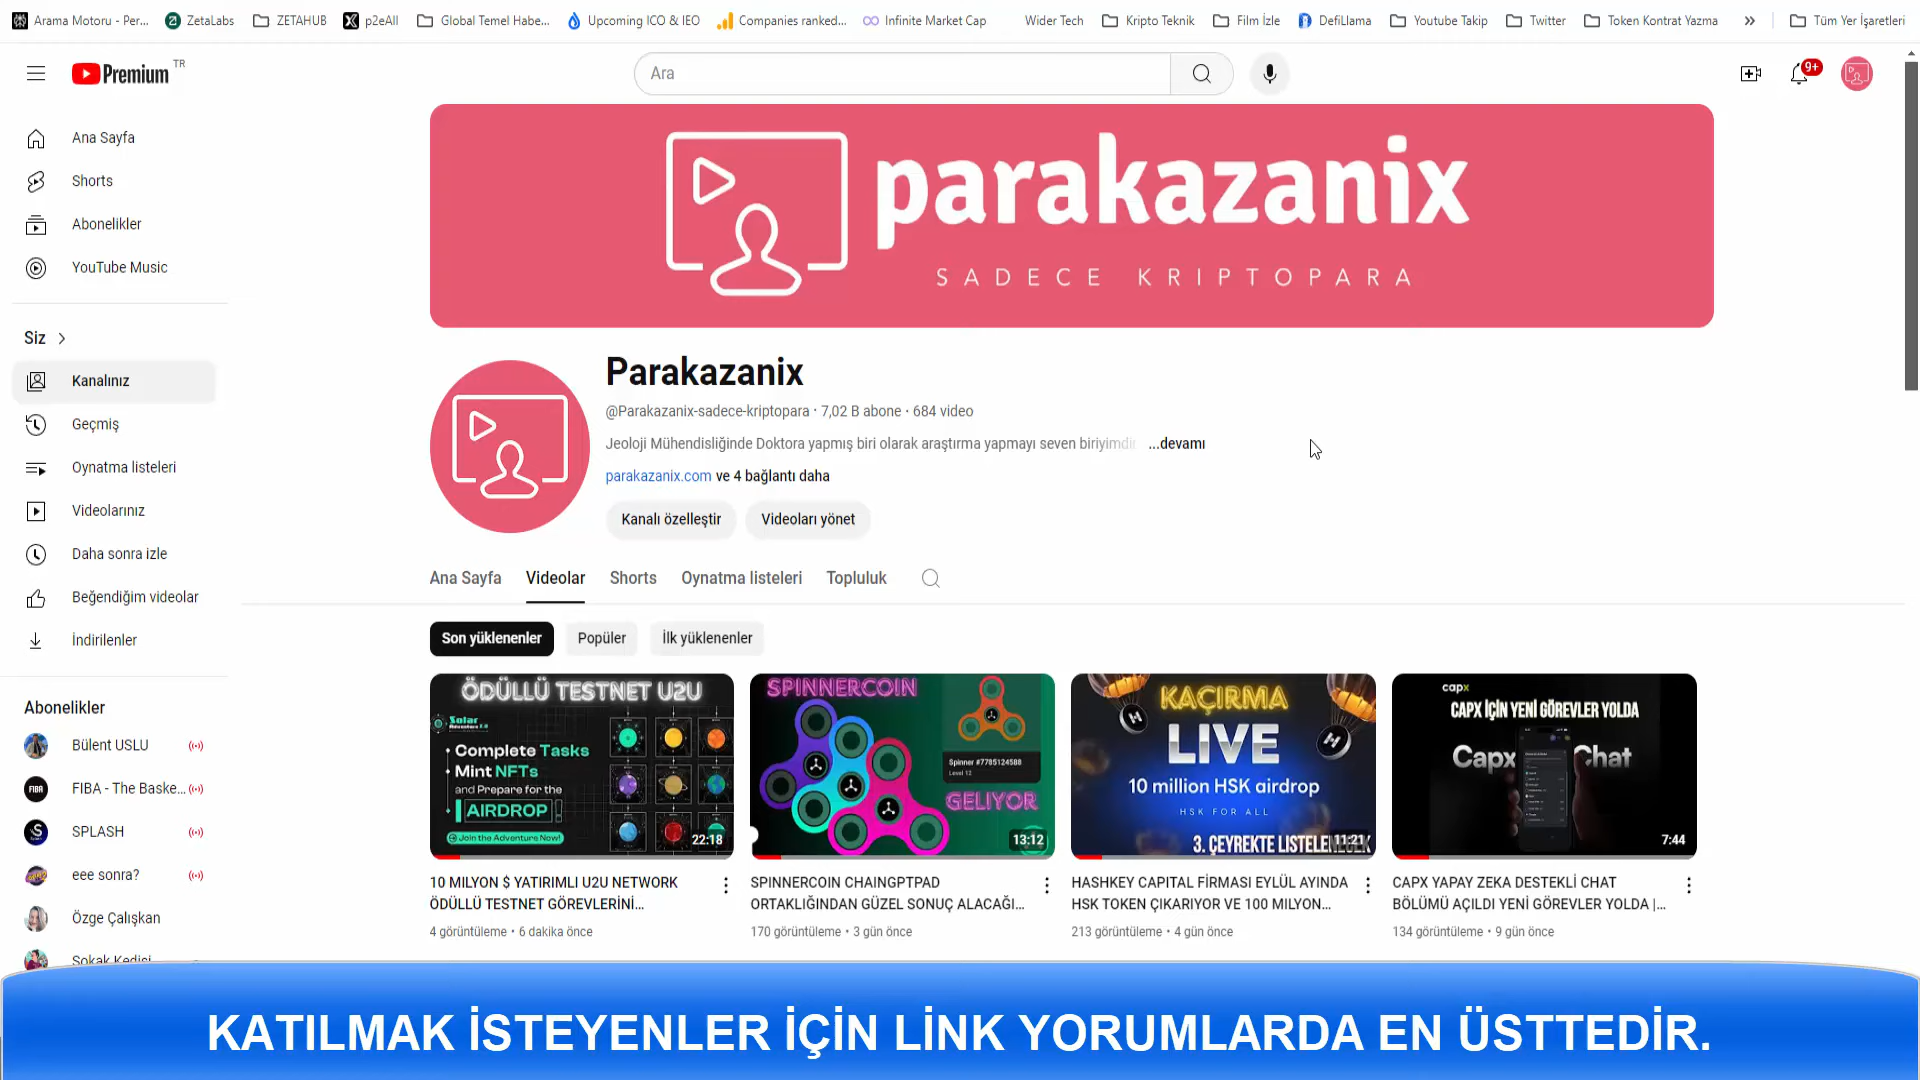 Arama Motoru - Per...
ZetaLabs
ZETAHUB
p2eAll
Global Temel Habe...
Upcoming ICO & IEO
Companies ranked...
Infinite Market Cap
Wider Tech
Kripto Teknik
Film İzle
DefiLlama
Youtube Takip
Twitter
Token Kontrat Yazma
»
Tüm Yer İşaretleri
Premium TR
Ara
9+
Ana Sayfa
Shorts
Abonelikler
YouTube Music
Siz
Kanalınız
Geçmiş
Oynatma listeleri
Videolarınız
Daha sonra izle
Beğendiğim videolar
İndirilenler
Abonelikler
Bülent USLU
FIBA - The Baske...
SPLASH
eee sonra?
Özge Çalışkan
Sokak Kedisi
parakazanix
SADECE KRIPTOPARA
Parakazanix
@Parakazanix-sadece-kriptopara · 7,02 B abone · 684 video
Jeoloji Mühendisliğinde Doktora yapmış biri olarak araştırma yapmayı seven biriyimdir ...devamı
parakazanix.com ve 4 bağlantı daha
Kanalı özelleştir
Videoları yönet
Ana Sayfa
Videolar
Shorts
Oynatma listeleri
Topluluk
Son yüklenenler
Popüler
İlk yüklenenler
ÖDÜLLÜ TESTNET U2U
Solar
Complete Tasks
Mint NFTs
and Prepare for the
AIRDROP
Join the Adventure Now!
22:18
10 MILYON $ YATIRIMLI U2U NETWORK
ÖDÜLLÜ TESTNET GÖREVLERİNİ...
4 görüntüleme • 6 dakika önce
SPINNERCOIN
Spinner #7785124588
Level 12
GELIYOR
13:12
SPINNERCOIN CHAINGPTPAD
ORTAKLIĞINDAN GÜZEL SONUÇ ALACAĞI...
170 görüntüleme • 3 gün önce
KAÇIRMA
LIVE
10 million HSK airdrop
HSK FOR ALL
3. ÇEYREKTE LİSTELENECEK
11:21
HASHKEY CAPITAL FİRMASI EYLÜL AYINDA
HSK TOKEN ÇIKARIYOR VE 100 MILYON...
213 görüntüleme • 4 gün önce
capx
CAPX İÇİN YENİ GÖREVLER YOLDA
Capx Chat
7:44
CAPX YAPAY ZEKA DESTEKLİ CHAT
BÖLÜMÜ AÇILDI YENİ GÖREVLER YOLDA |...
134 görüntüleme • 9 gün önce
KATILMAK İSTEYENLER İÇİN LİNK YORUMLARDA EN ÜSTTEDİR.